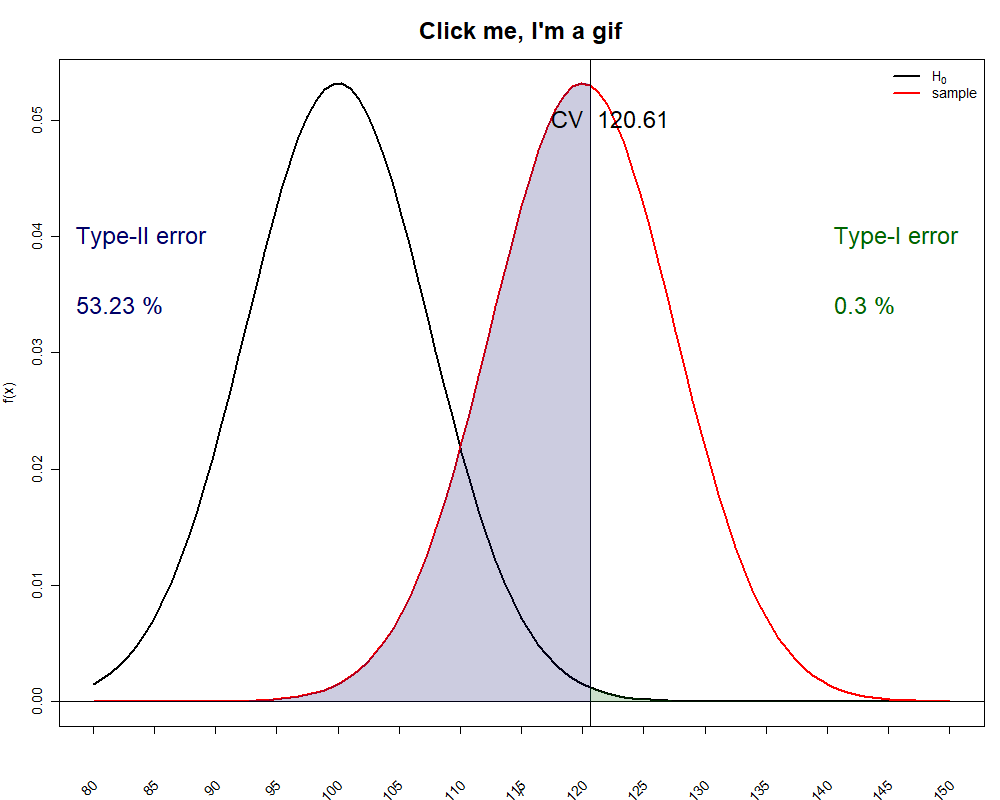 Click me, I'm a gif
H0
sample
CV 120.61
Type-II error
Type-I error
53.23 %
0.3 %
f(x)
0.05
0.04
0.03
0.02
0.01
0.00
80 85 90 95 100 105 110 115 120 125 130 135 140 145 150